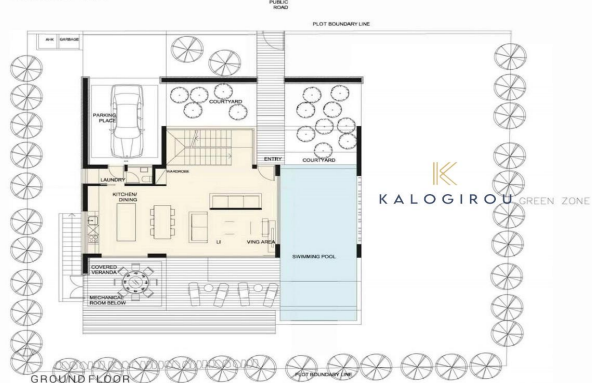 PUBLIC
ROAD
PLOT BOUNDARY LINE
GARBAGE
COURTYARD
PARKING
PLACE
ENTRY
COURTYARD
WARDROBE
LAUNDRY
KITCHEN/
DINING
KALOGIROU
GREEN ZONE
LI VING AREA
SWIMMING POOL
COVERED
VERANDA
MECHANICAL
ROOM BELOW
PLOT BOUNDARY LINE
GROUND FLOOR